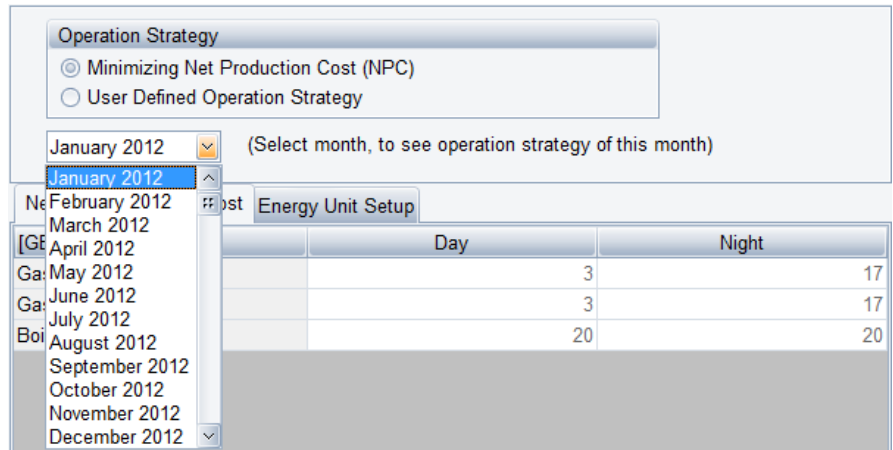 Operation Strategy
Minimizing Net Production Cost (NPC)
User Defined Operation Strategy
January 2012 (Select month, to see operation strategy of this month)
January 2012
February 2012
March 2012
April 2012
May 2012
June 2012
July 2012
August 2012
September 2012
October 2012
November 2012
December 2012
Energy Unit Setup
Day Night
3 17
3 17
20 20